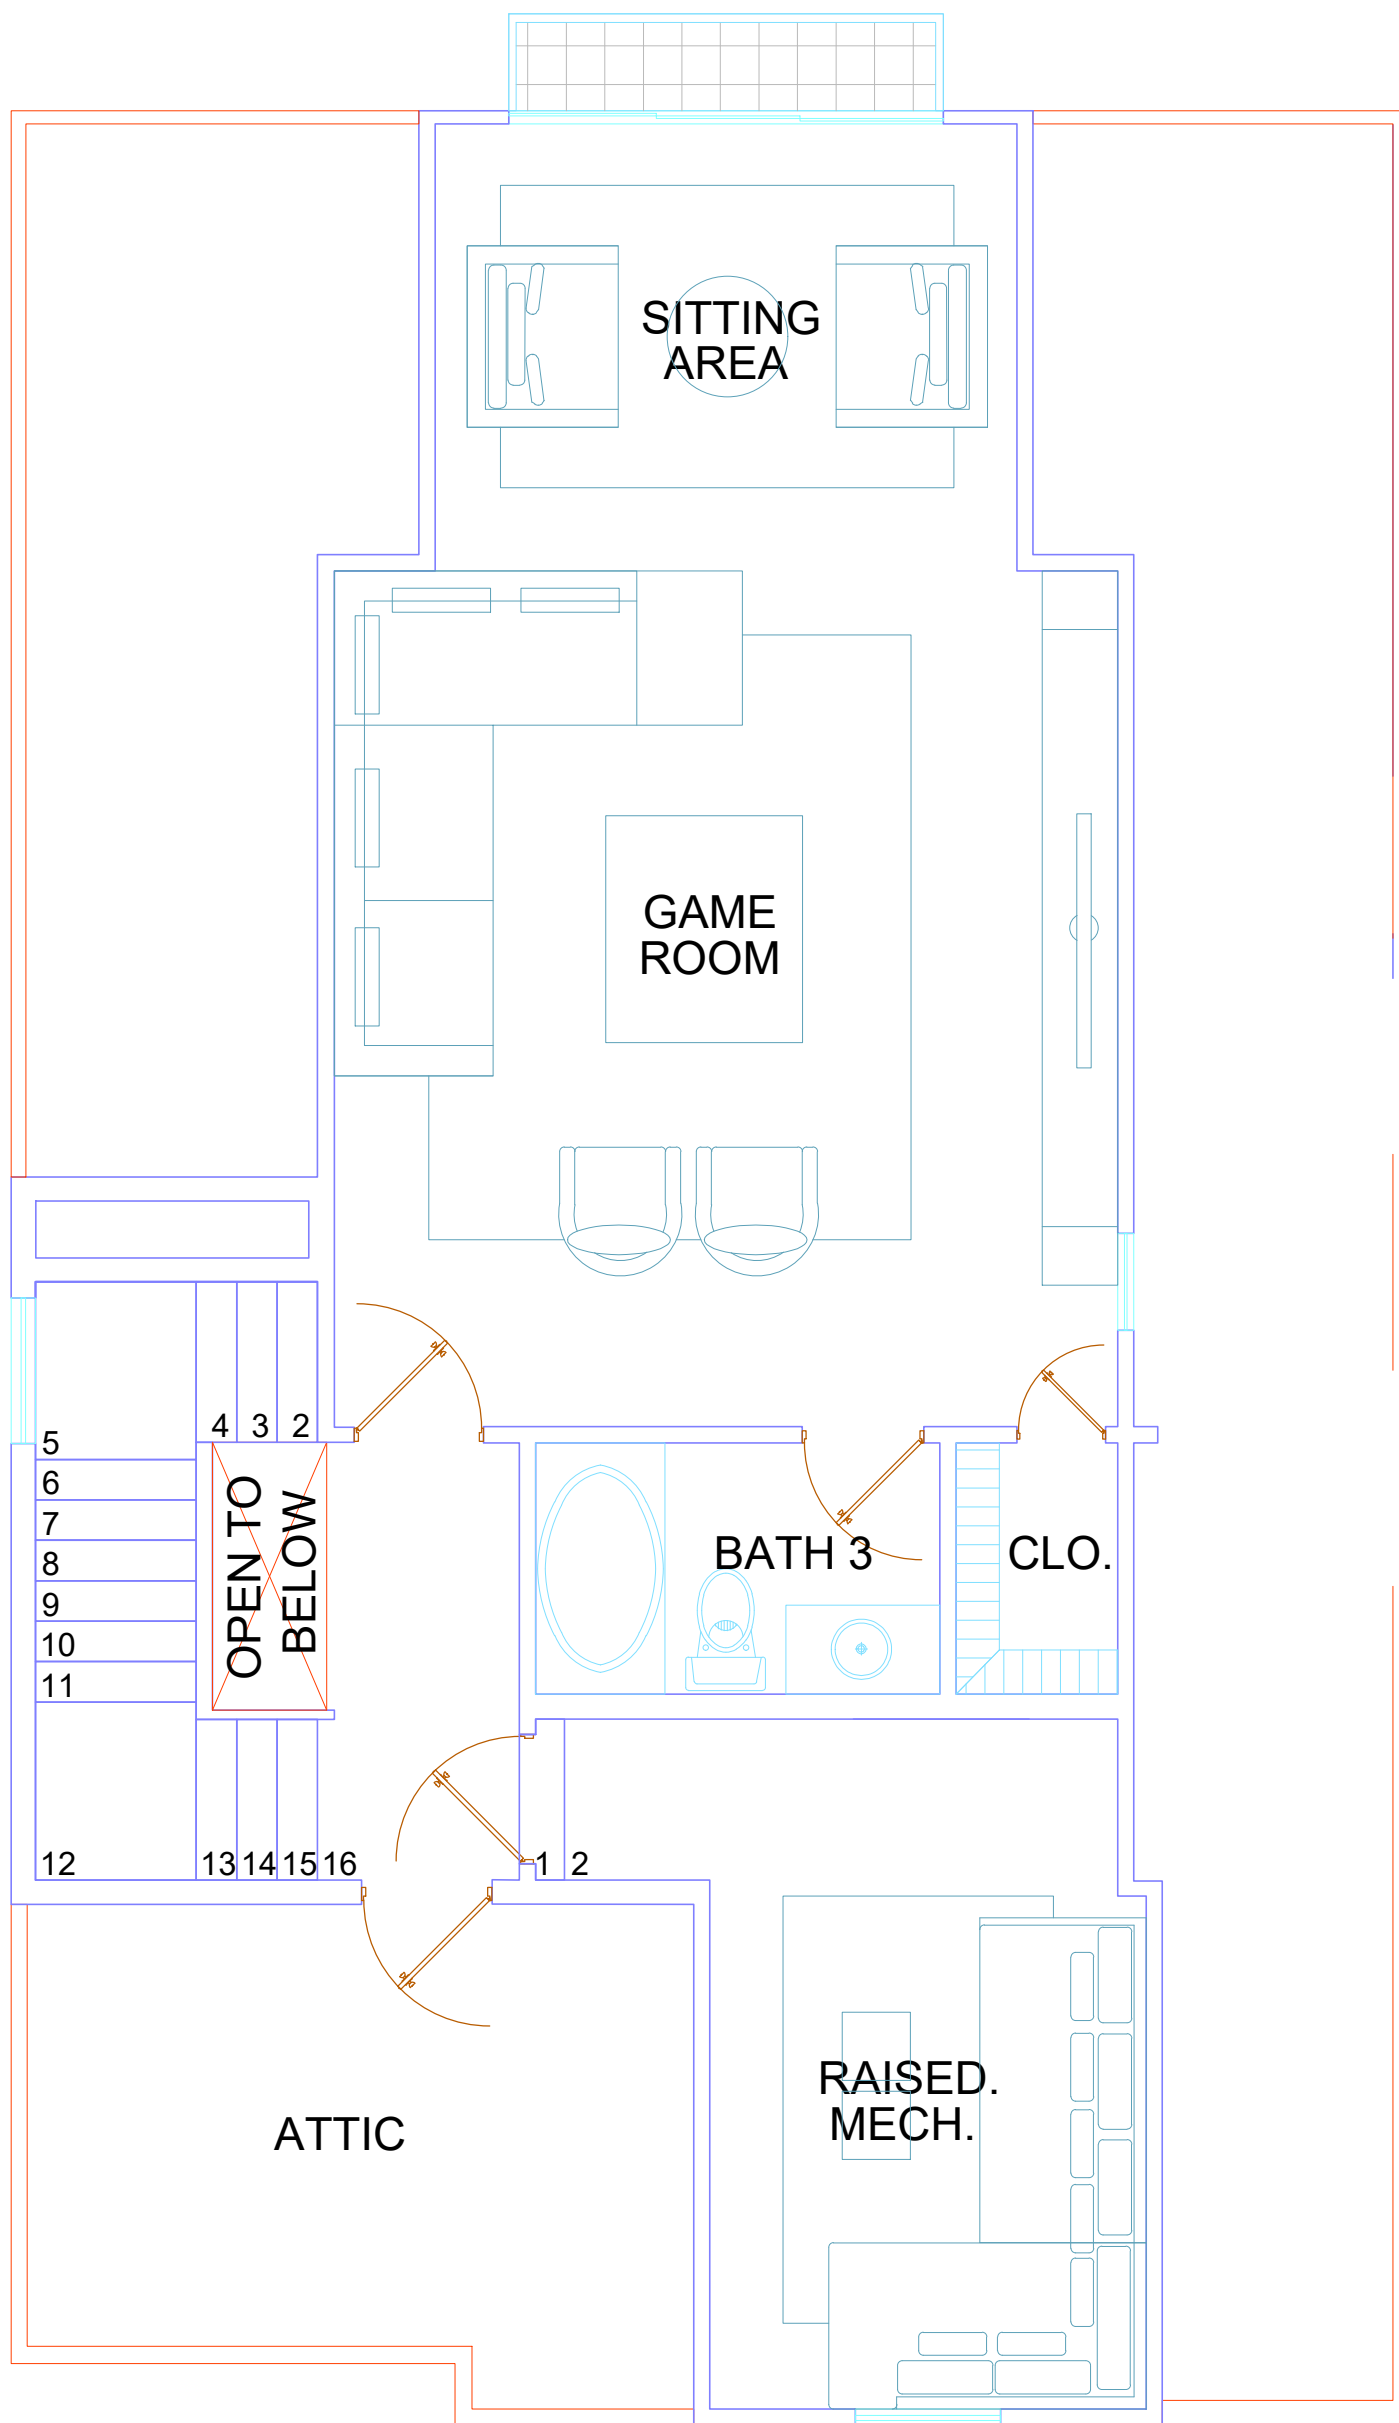 SITTING
AREA
GAME
ROOM
4 3 2
5
6
7
8
9
10
11
OPEN TO
BELOW
BATH 3
CLO.
12 13 14 15 16
1 2
RAISED.
MECH.
ATTIC